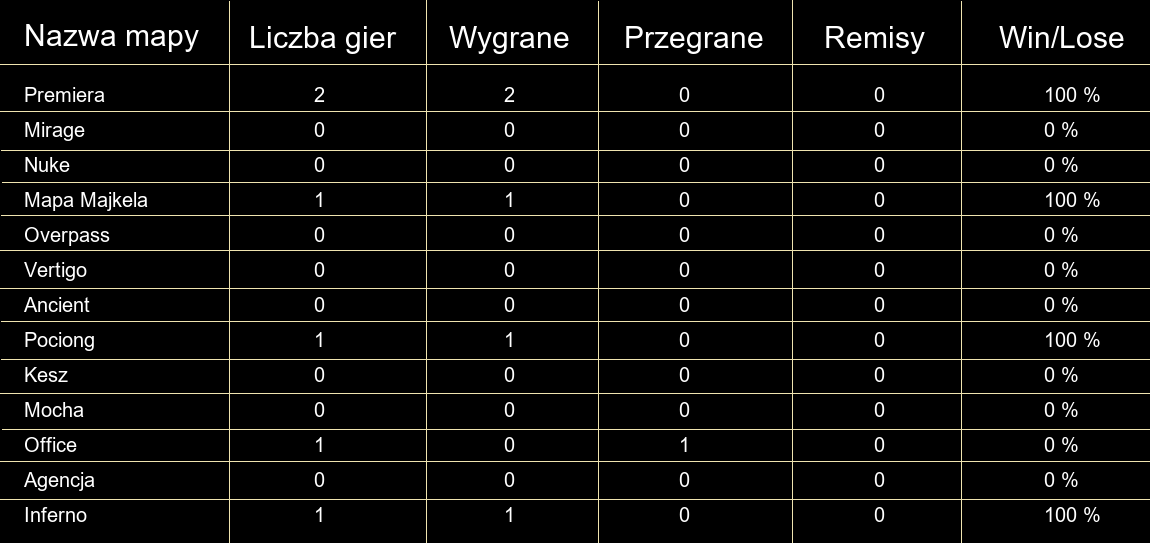 Nazwa mapy Liczba gier Wygrane Przegrane Remisy Win/Lose
Premiera 2 2 0 0 100 %
Mirage 0 0 0 0 0 %
Nuke 0 0 0 0 0 %
Mapa Majkela 1 1 0 0 100 %
Overpass 0 0 0 0 0 %
Vertigo 0 0 0 0 0 %
Ancient 0 0 0 0 0 %
Pociong 1 1 0 0 100 %
Kesz 0 0 0 0 0 %
Mocha 0 0 0 0 0 %
Office 1 0 1 0 0 %
Agencja 0 0 0 0 0 %
Inferno 1 1 0 0 100 %